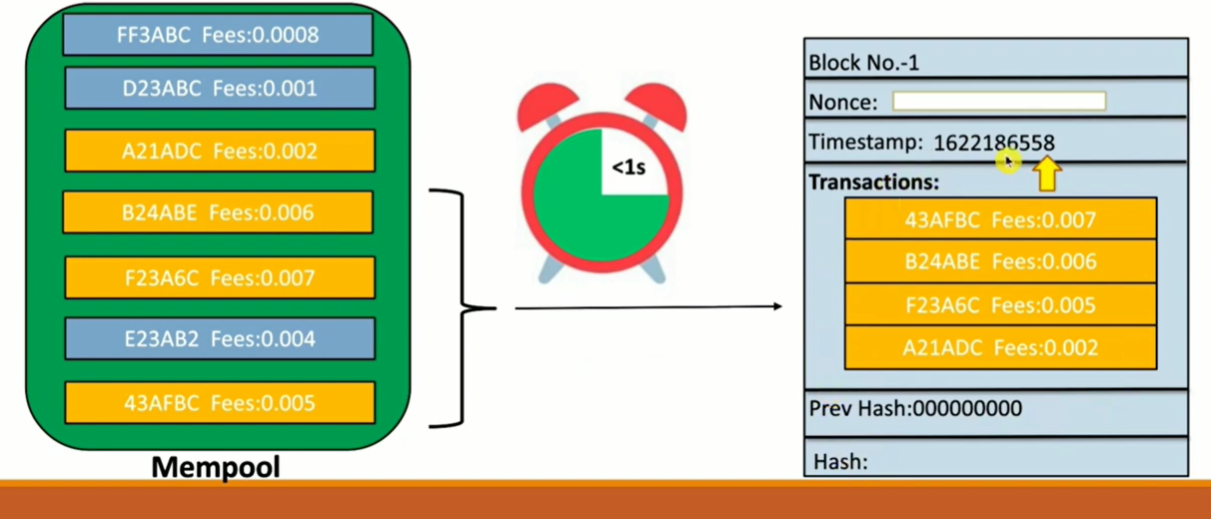 FF3ABC Fees:0.0008
D23ABC Fees:0.001
A21ADC Fees:0.002
B24ABE Fees:0.006
F23A6C Fees:0.007
E23AB2 Fees:0.004
43AFBC Fees:0.005
Mempool
<1s
Block No.-1
Nonce:
Timestamp: 1622186558
Transactions:
43AFBC Fees:0.007
B24ABE Fees:0.006
F23A6C Fees:0.005
A21ADC Fees:0.002
Prev Hash:000000000
Hash: